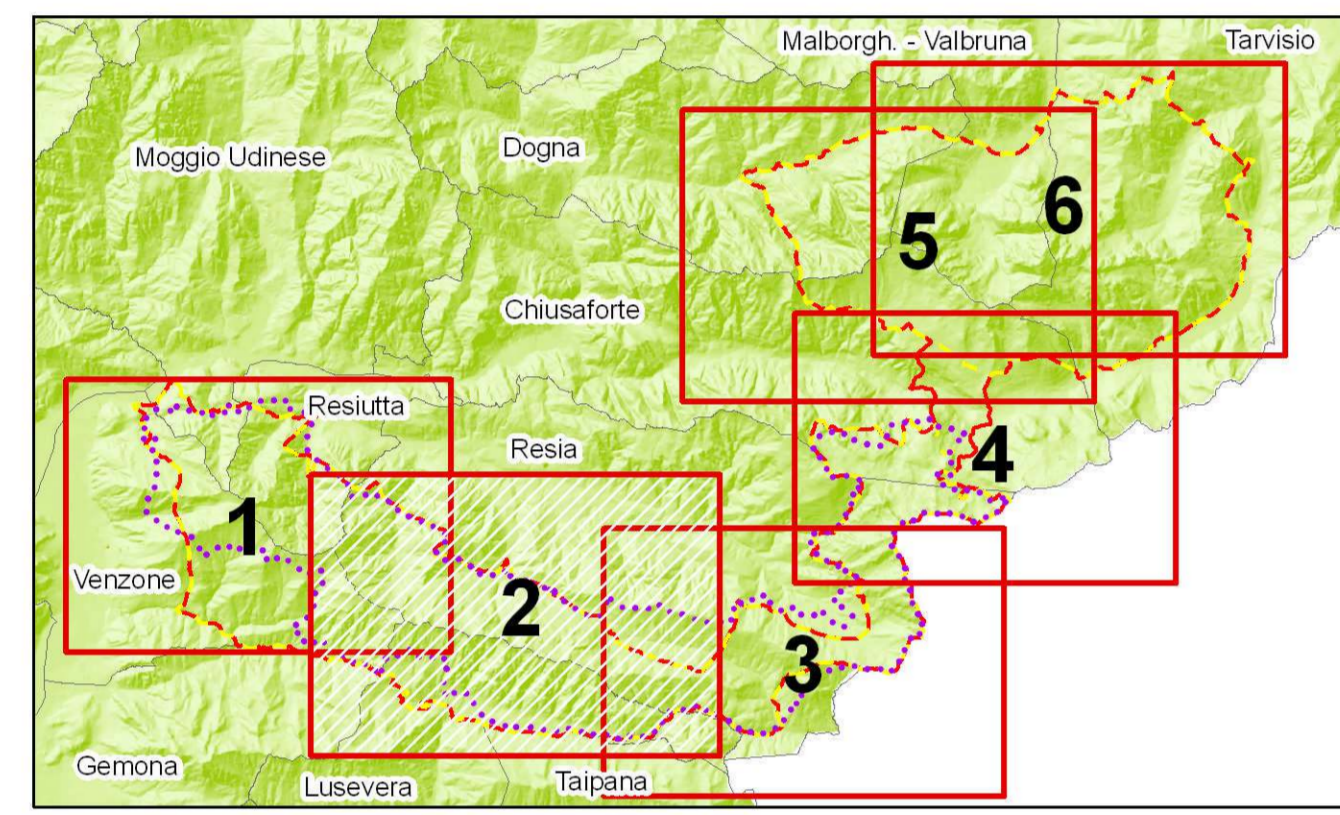 Malborgh. - Valbruna
Tarvisio
Dogna
Moggio Udinese
6
5
Chiusaforte
Resiutta
Resia
4
1
Venzone
2
3
Gemona
Lusevera
Taipana